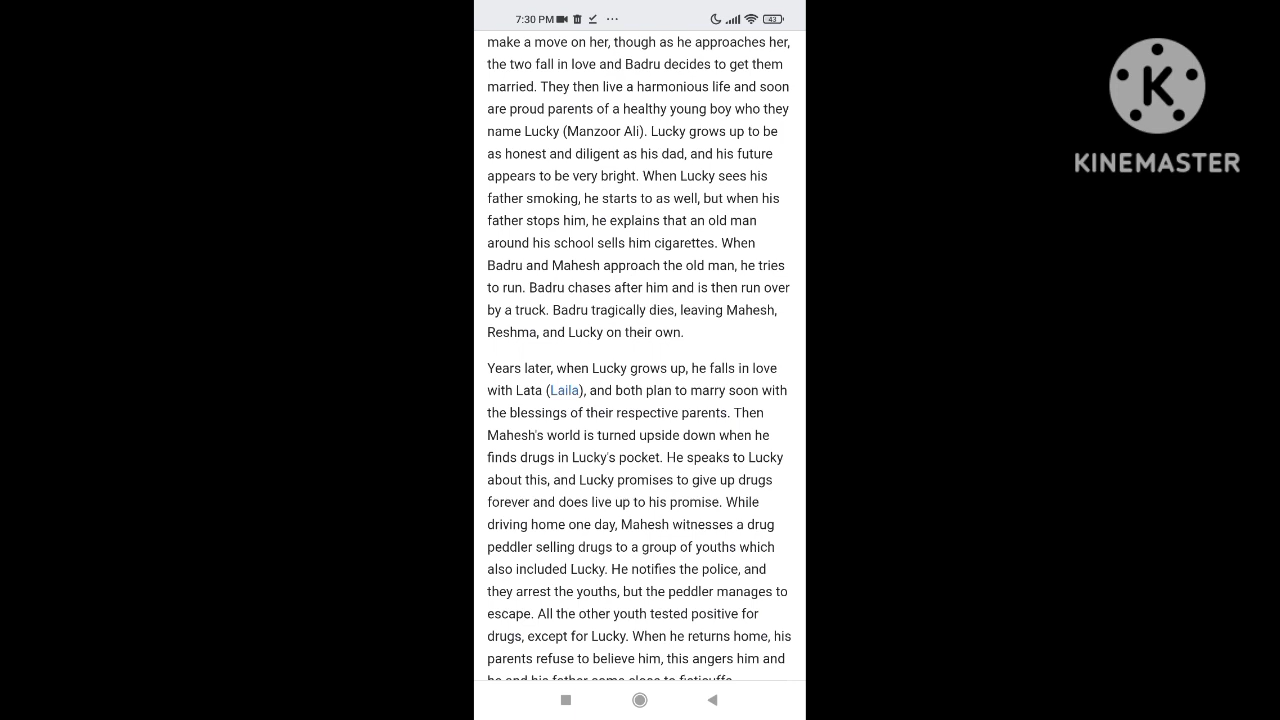 7:30 PM
43
make a move on her, though as he approaches her,
the two fall in love and Badru decides to get them
married. They then live a harmonious life and soon
are proud parents of a healthy young boy who they
name Lucky (Manzoor Ali). Lucky grows up to be
as honest and diligent as his dad, and his future
appears to be very bright. When Lucky sees his
father smoking, he starts to as well, but when his
father stops him, he explains that an old man
around his school sells him cigarettes. When
Badru and Mahesh approach the old man, he tries
to run. Badru chases after him and is then run over
by a truck. Badru tragically dies, leaving Mahesh,
Reshma, and Lucky on their own.
Years later, when Lucky grows up, he falls in love
with Lata (Laila), and both plan to marry soon with
the blessings of their respective parents. Then
Mahesh's world is turned upside down when he
finds drugs in Lucky's pocket. He speaks to Lucky
about this, and Lucky promises to give up drugs
forever and does live up to his promise. While
driving home one day, Mahesh witnesses a drug
peddler selling drugs to a group of youths which
also included Lucky. He notifies the police, and
they arrest the youths, but the peddler manages to
escape. All the other youth tested positive for
drugs, except for Lucky. When he returns home, his
parents refuse to believe him, this angers him and
K
KINEMASTER